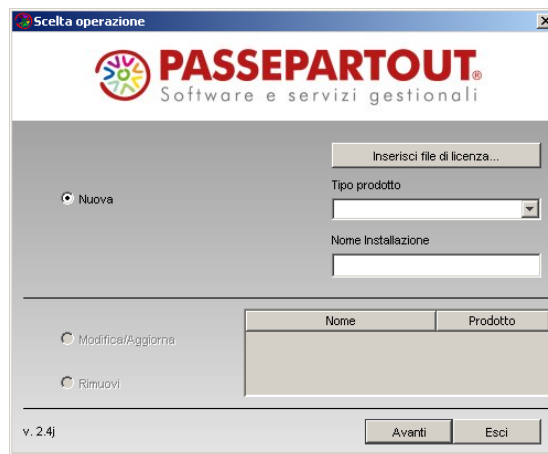 Scelta operazione
PASSEPARTOUT®
Software e servizi gestionali
Inserisci file di licenza...
Tipo prodotto
Nuova
Nome Installazione
Nome Prodotto
Modifica/Aggiorna
Rimuovi
v. 2.4j
Avanti Esci